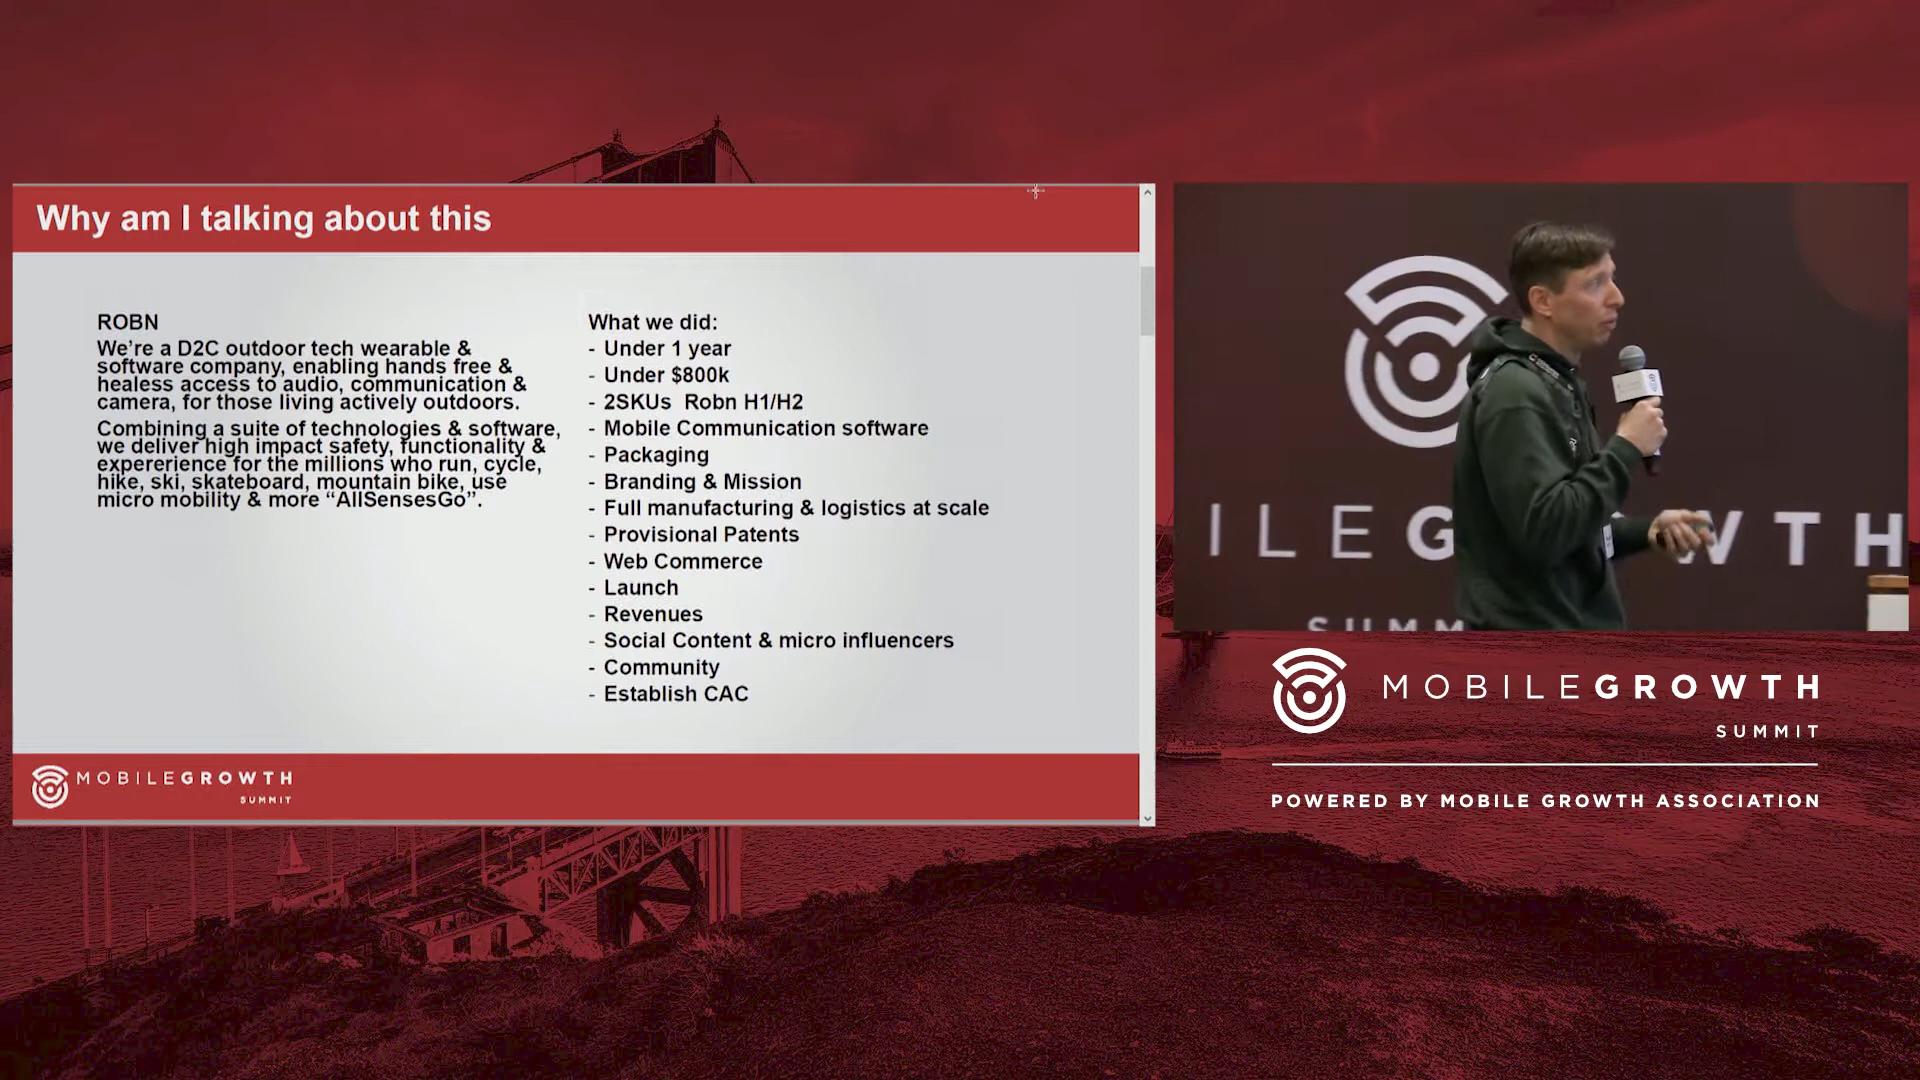 Why am I talking about this
ROBN
We're a D2C outdoor tech wearable &
software company, enabling hands free &
healess access to audio, communication &
camera, for those living actively outdoors.
Combining a suite of technologies & software,
we deliver high impact safety, functionality &
expererience for the millions who run, cycle,
hike, ski, skateboard, mountain bike, use
micro mobility & more “AllSensesGo”.
What we did:
- Under 1 year
- Under $800k
- 2SKUs Robn H1/H2
- Mobile Communication software
- Packaging
- Branding & Mission
- Full manufacturing & logistics at scale
- Provisional Patents
- Web Commerce
- Launch
- Revenues
- Social Content & micro influencers
- Community
- Establish CAC
MOBILEGROWTH
SUMMIT
ILEG WTH
SUMM
MOBILEGROWTH
SUMMIT
POWERED BY MOBILE GROWTH ASSOCIATION